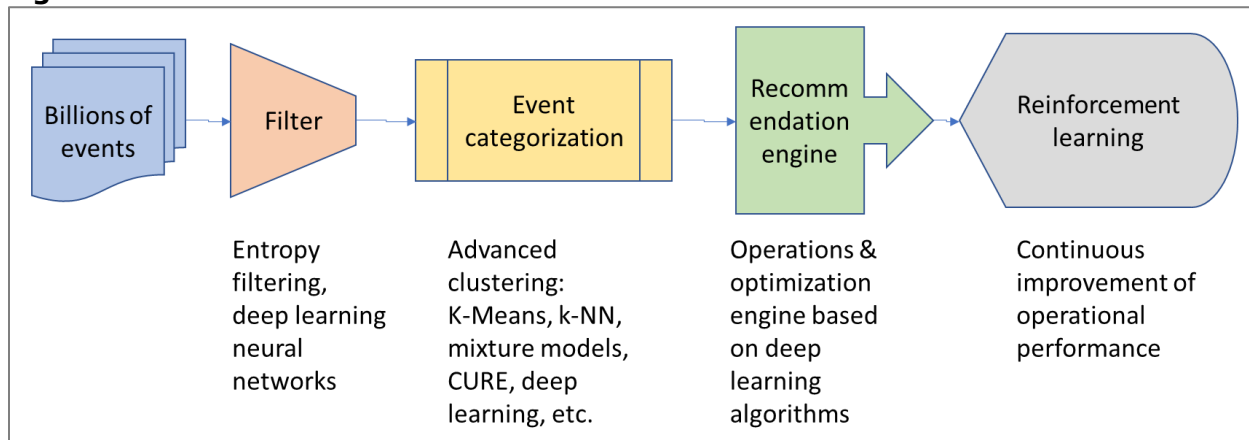 Billions of
events
Filter
Event
categorization
Recomm
endation
engine
Reinforcement
learning
Entropy
filtering,
deep learning
neural
networks
Advanced
clustering:
K-Means, k-NN,
mixture models,
CURE, deep
learning, etc.
Operations &
optimization
engine based
on deep
learning
algorithms
Continuous
improvement of
operational
performance